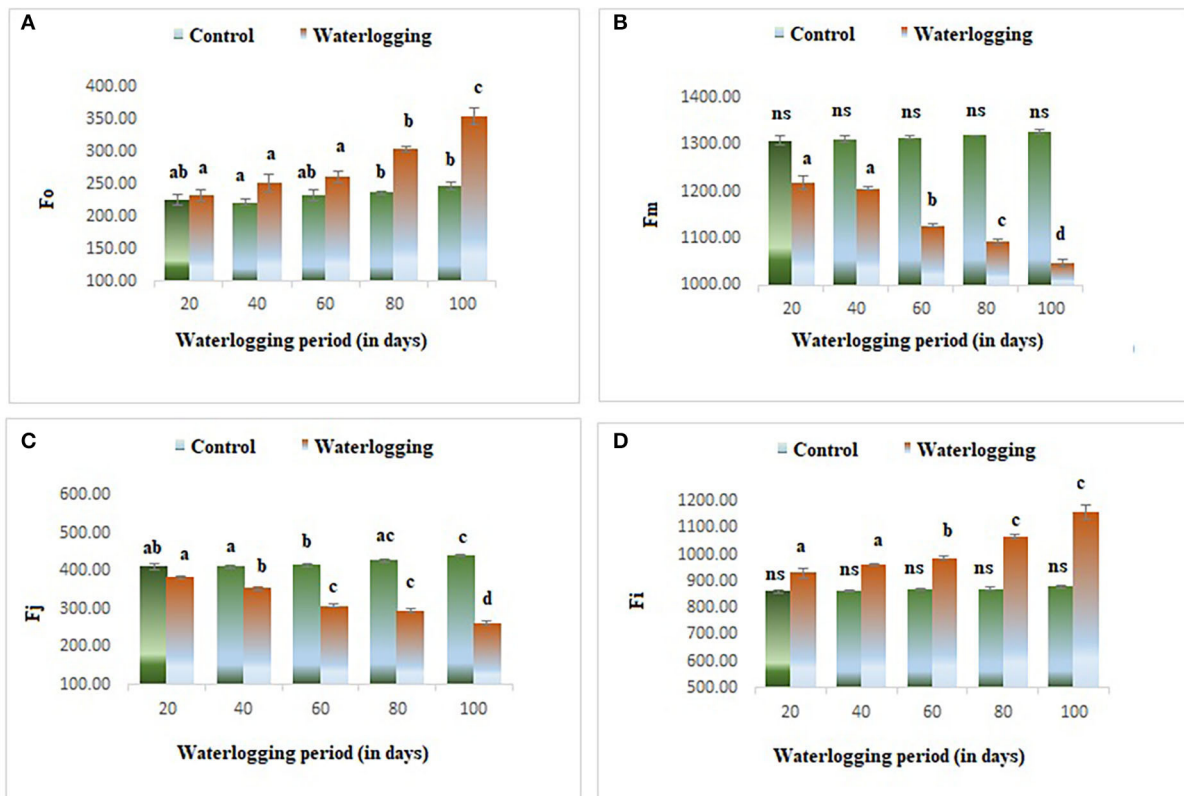 A
Control Waterlogging
400.00
350.00
300.00
250.00
200.00
150.00
100.00
Fo
ab a a a ab a b b b c
20 40 60 80 100
Waterlogging period (in days)
B
Control Waterlogging
1400.00
1300.00
1200.00
1100.00
1000.00
Fm
ns a ns a ns b ns c ns d
20 40 60 80 100
Waterlogging period (in days)
C
Control Waterlogging
600.00
500.00
400.00
300.00
200.00
100.00
Fj
ab a a b b c ac c c d
20 40 60 80 100
Waterlogging period (in days)
D
Control Waterlogging
1200.00
1100.00
1000.00
900.00
800.00
700.00
600.00
500.00
Fi
ns a ns a ns b ns c ns c
20 40 60 80 100
Waterlogging period (in days)